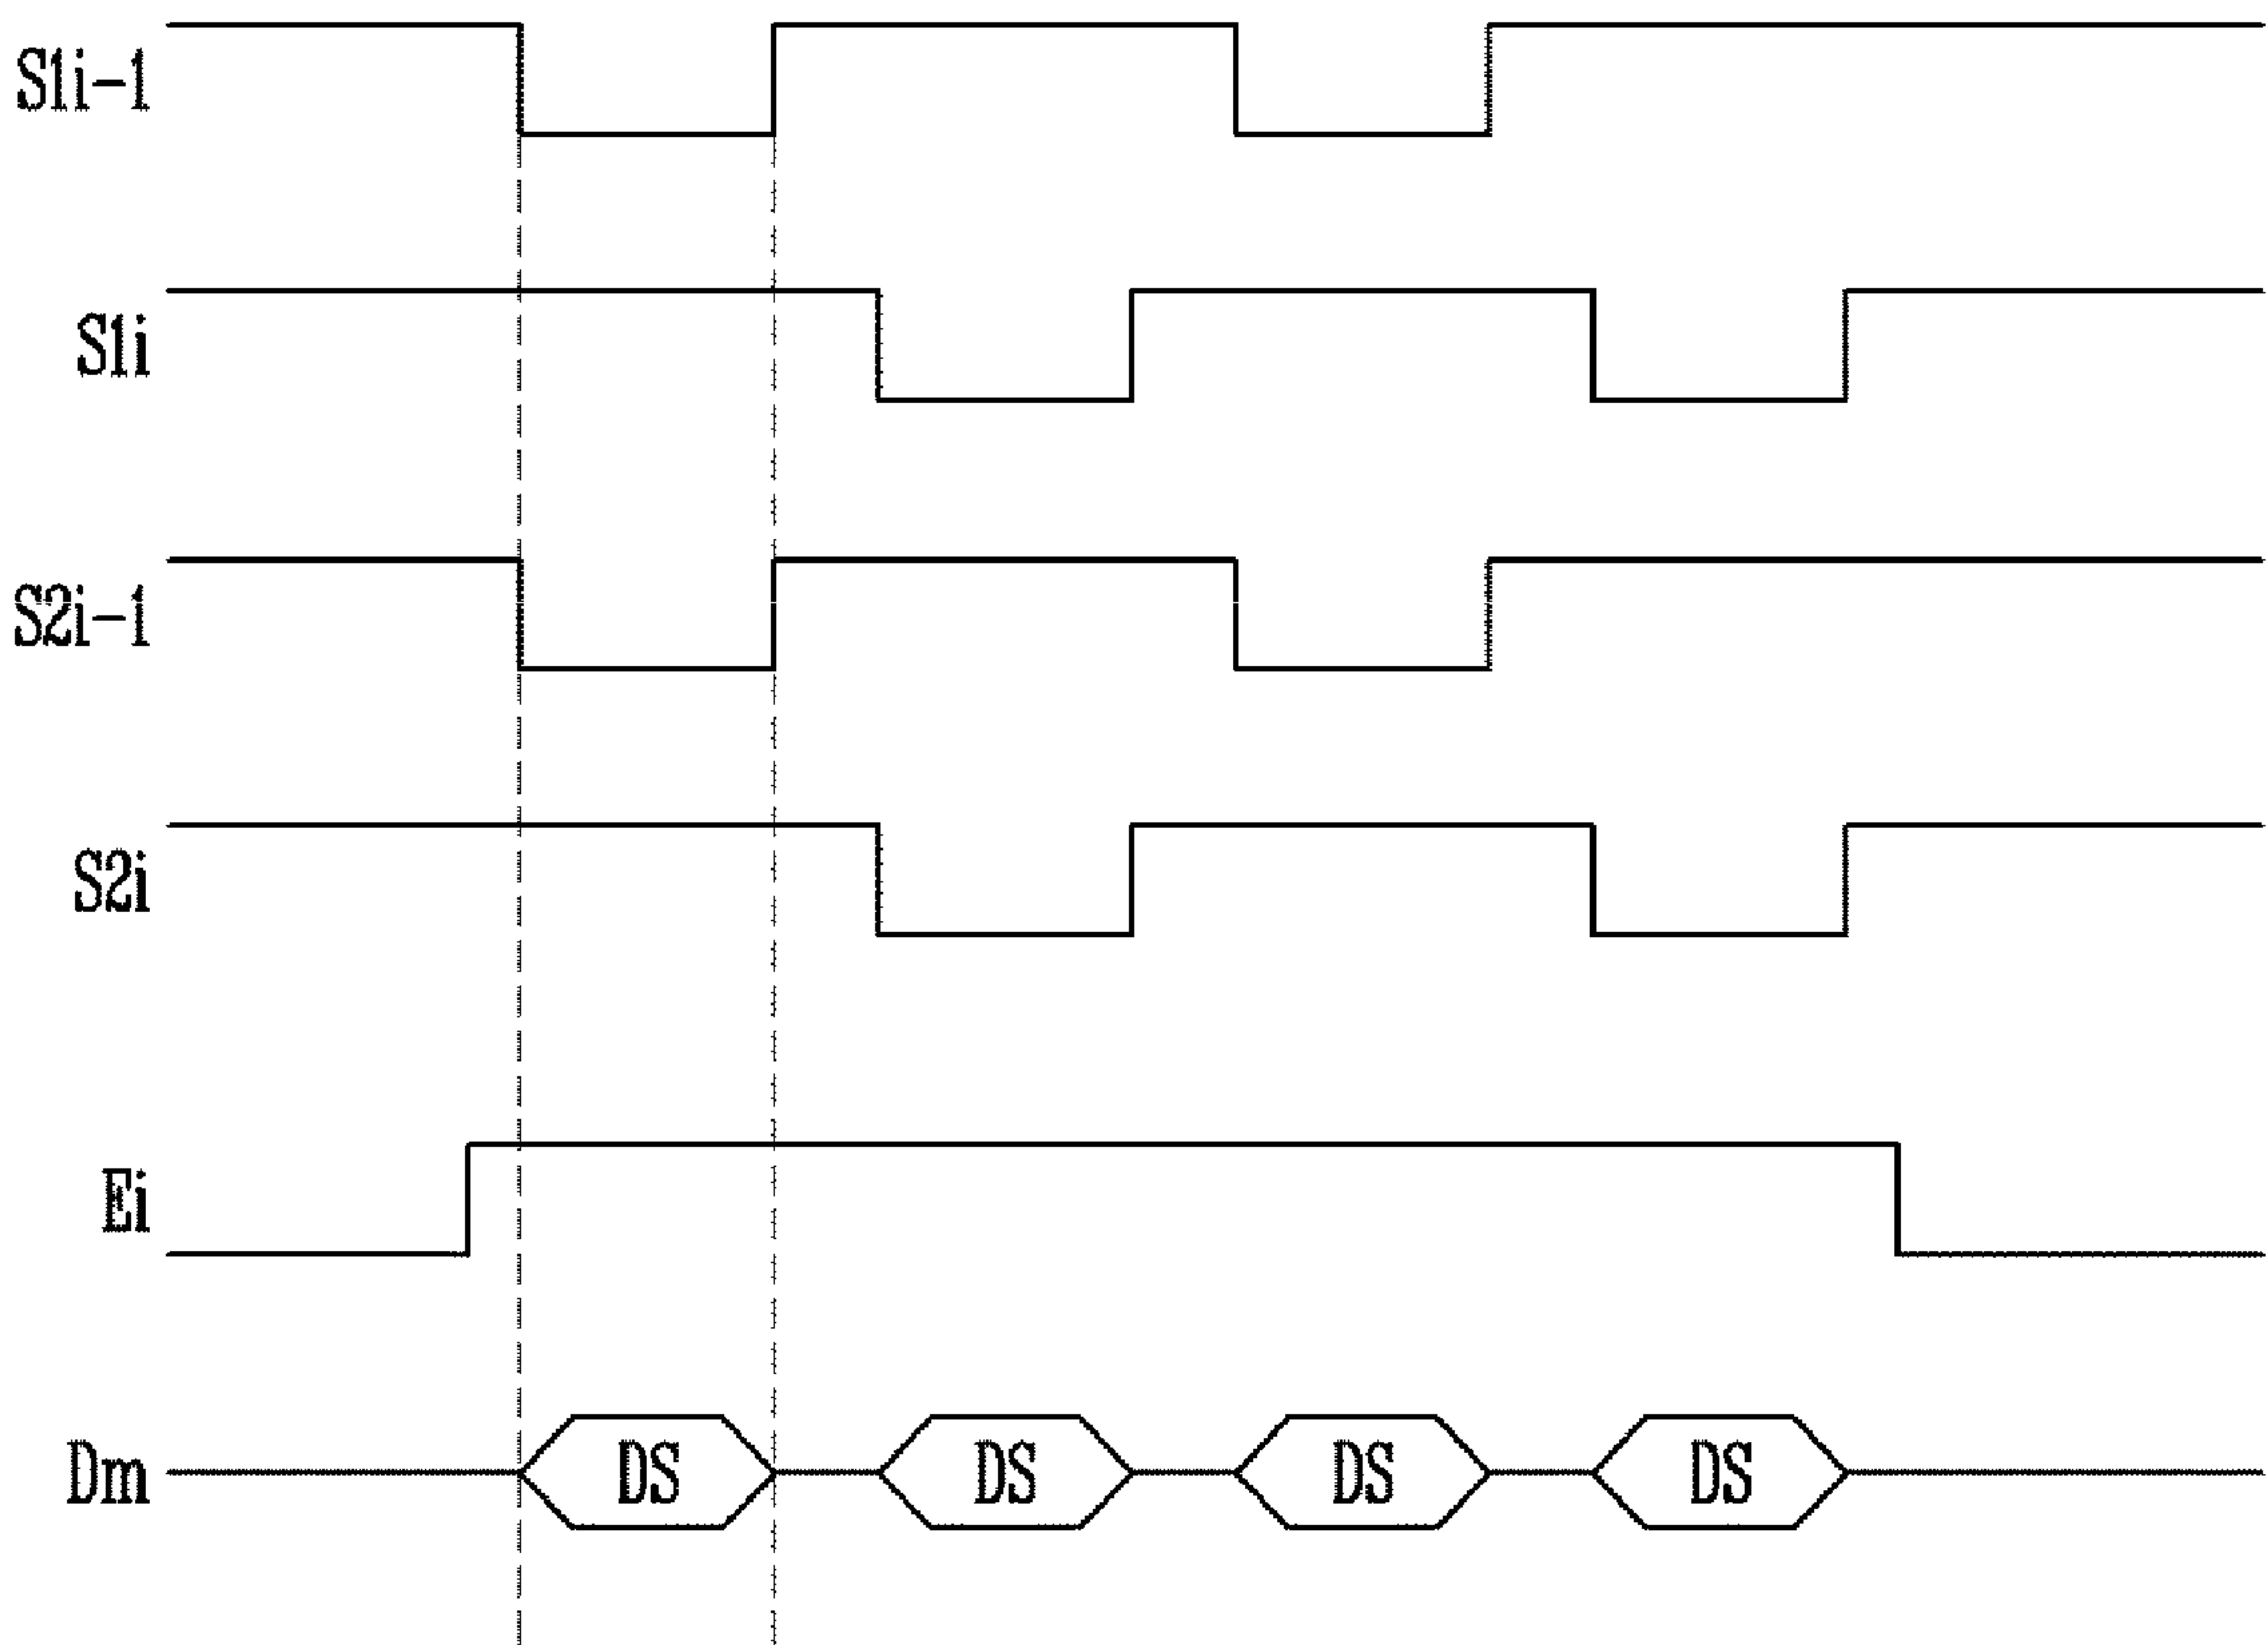 S1i-1
S1i
S2i-1
S2i
Ei
Dm DS DS DS DS